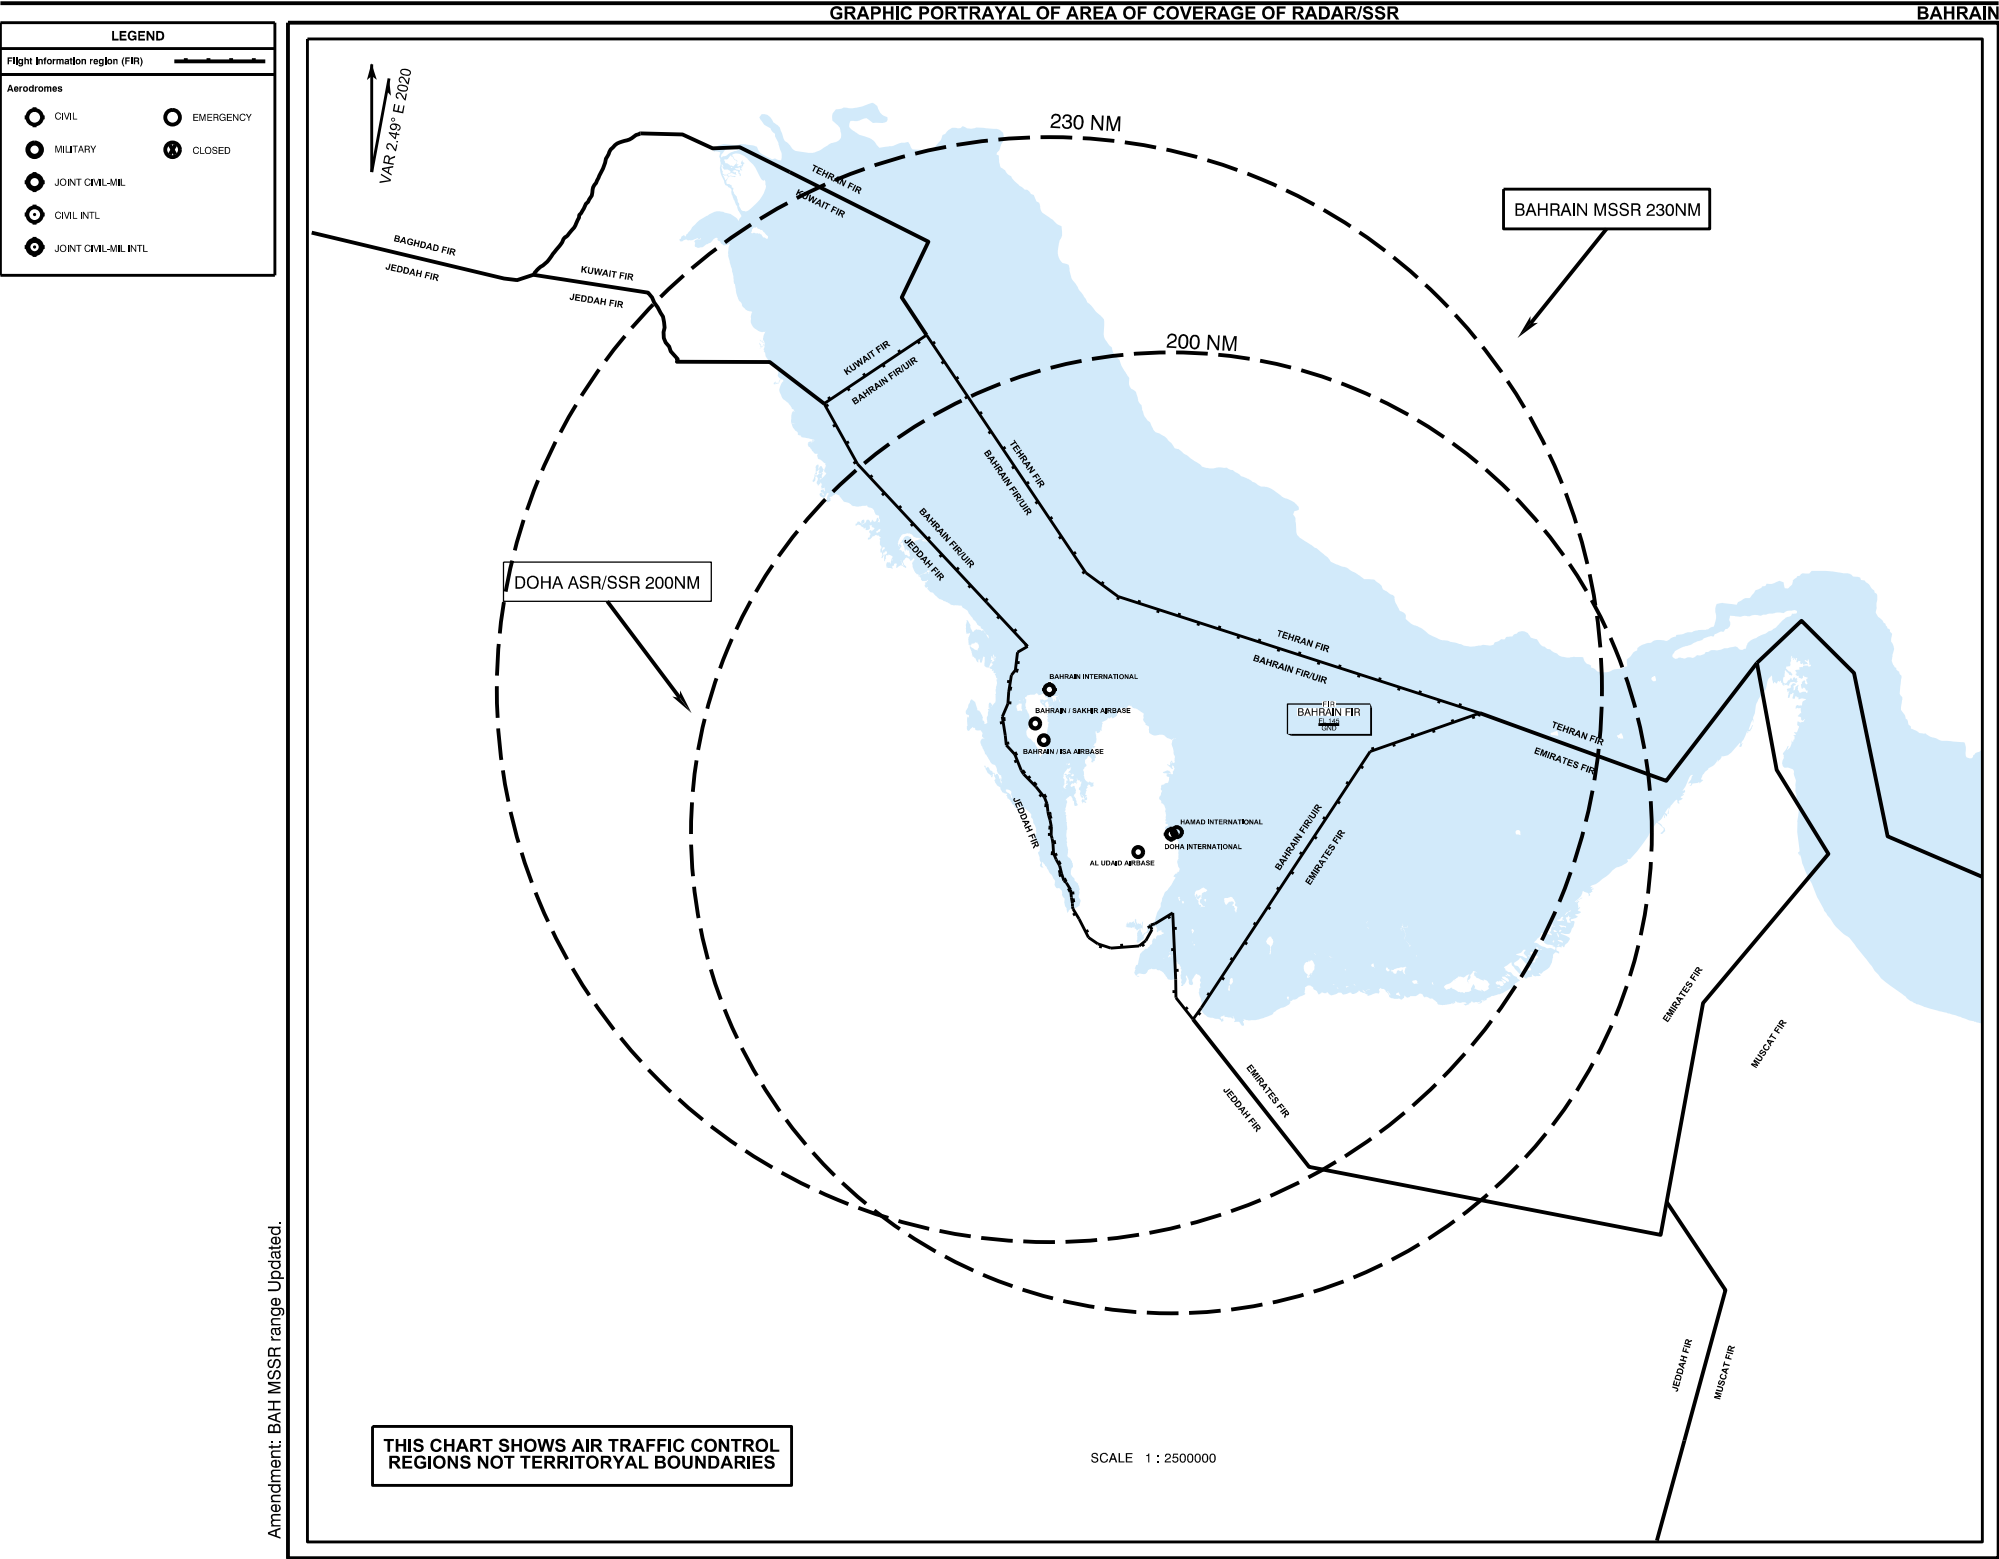 GRAPHIC PORTRAYAL OF AREA OF COVERAGE OF RADAR/SSR
BAHRAIN
LEGEND
Flight Information region (FIR)
Aerodromes
CIVIL
EMERGENCY
MILITARY
CLOSED
JOINT CIVIL-MIL
CIVIL INTL
JOINT CIVIL-MIL INTL
VAR 2.49° E 2020
230 NM
BAHRAIN MSSR 230NM
TEHRAN FIR
KUWAIT FIR
BAGHDAD FIR
JEDDAH FIR
KUWAIT FIR
JEDDAH FIR
200 NM
KUWAIT FIR
BAHRAIN FIR/UIR
TEHRAN FIR
BAHRAIN FIR/UIR
BAHRAIN FIR/UIR
JEDDAH FIR
DOHA ASR/SSR 200NM
TEHRAN FIR
BAHRAIN FIR/UIR
BAHRAIN INTERNATIONAL
BAHRAIN / SAKHIR AIRBASE
BAHRAIN / ISA AIRBASE
FIR
BAHRAIN FIR
FL 145
GND
TEHRAN FIR
EMIRATES FIR
JEDDAH FIR
HAMAD INTERNATIONAL
DOHA INTERNATIONAL
AL UDAID AIRBASE
BAHRAIN FIR/UIR
EMIRATES FIR
EMIRATES FIR
MUSCAT FIR
EMIRATES FIR
JEDDAH FIR
JEDDAH FIR
MUSCAT FIR
Amendment: BAH MSSR range Updated.
THIS CHART SHOWS AIR TRAFFIC CONTROL
REGIONS NOT TERRITORYAL BOUNDARIES
SCALE 1 : 2500000